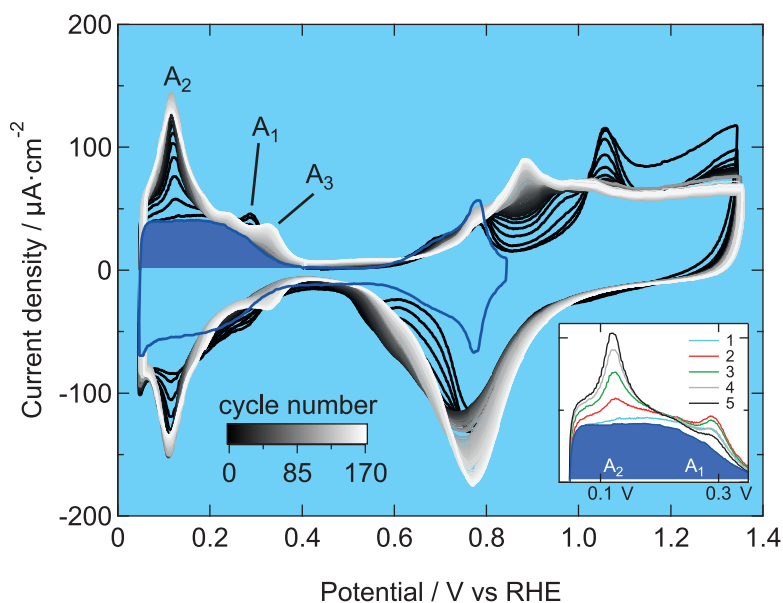 200
100
0
-100
-200
Current density / µA·cm⁻²
A₂
A₁
A₃
cycle number
0 85 170
1
2
3
4
5
A₂ A₁
0.1 V 0.3 V
0 0.2 0.4 0.6 0.8 1.0 1.2 1.4
Potential / V vs RHE